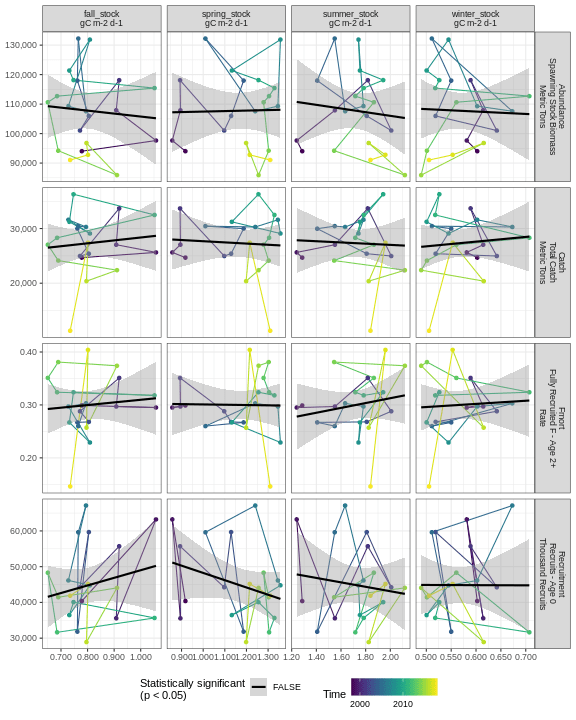 fall_stock
gC m-2 d-1
spring_stock
gC m-2 d-1
summer_stock
gC m-2 d-1
winter_stock
gC m-2 d-1
130,000
120,000
110,000
100,000
90,000
Abundance
Spawning Stock Biomass
Metric Tons
30,000
20,000
Catch
Total Catch
Metric Tons
0.40
0.30
0.20
Fmort
Fully Recruited F - Age 2+
Rate
60,000
50,000
40,000
30,000
Recruitment
Recruits - Age 0
Thousand Recruits
0.700 0.800 0.900 1.000
0.900 1.000 1.100 1.200 1.300
1.20 1.40 1.60 1.80 2.00
0.500 0.550 0.600 0.650 0.700
Statistically significant
(p < 0.05)
FALSE
Time
2000 2010